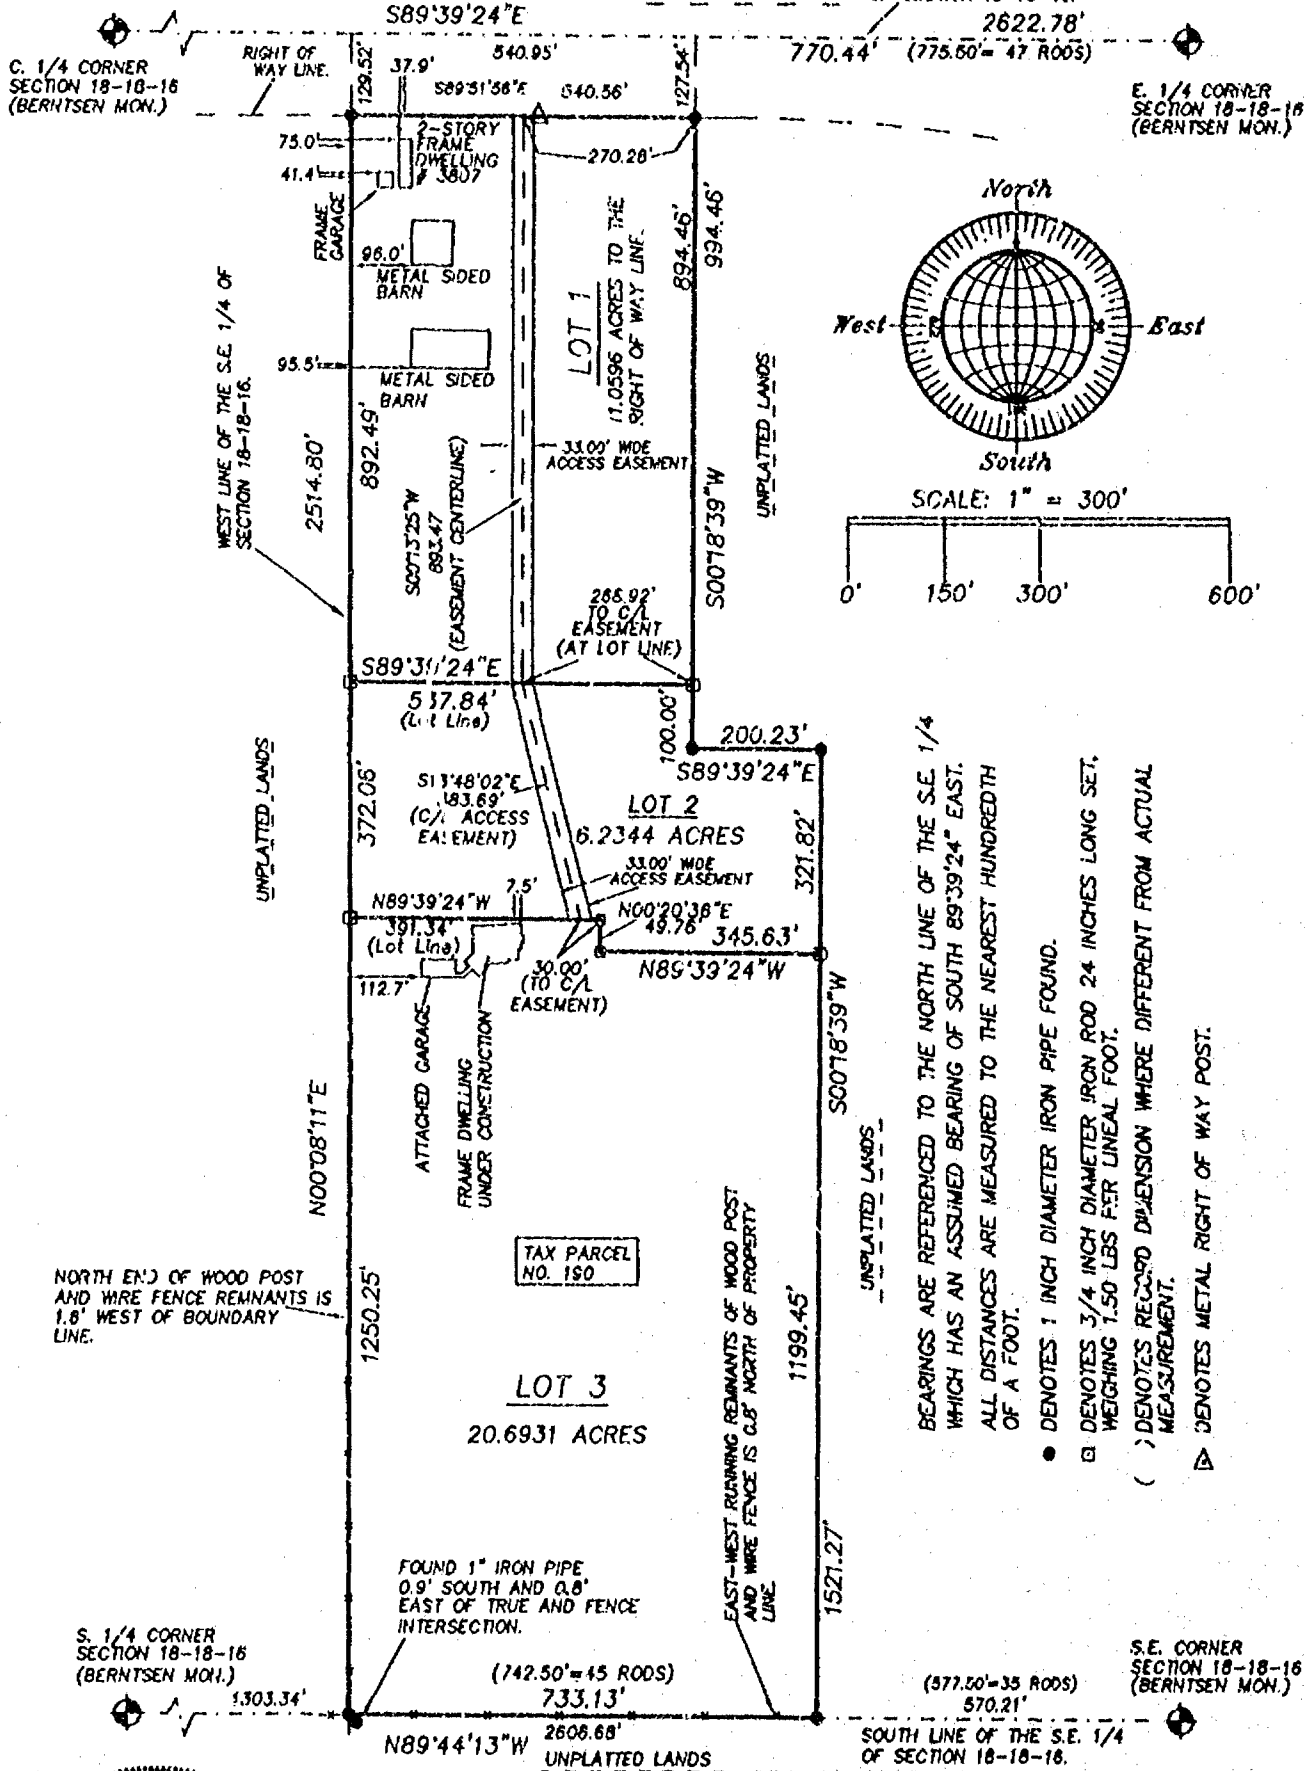 S89°39'24"E
2622.78'
540.95'
770.44'
(775.50'= 47 RODS)
C. 1/4 CORNER
SECTION 18-18-16
(BERNTSEN MON.)
RIGHT OF
WAY LINE.
129.52'
37.9'
S89°51'56"E
540.56'
127.54'
E. 1/4 CORNER
SECTION 18-18-16
(BERNTSEN MON.)
75.0'
2-STORY
FRAME
DWELLING
# 3807
41.4'
270.28'
FRAME
GARAGE
96.0'
METAL SIDED
BARN
95.5'
METAL SIDED
BARN
LOT 1
11.0596 ACRES TO THE
RIGHT OF WAY LINE.
894.46'
994.46'
North
West
East
South
SCALE: 1" = 300'
0'
150'
300'
600'
WEST LINE OF THE S.E. 1/4 OF
SECTION 18-18-16.
2514.80'
892.49'
33.00' WIDE
ACCESS EASEMENT
S00°13'25"W
893.47
(EASEMENT CENTERLINE)
UNPLATTED LANDS
S00°18'39"W
TO C/L
EASEMENT
(AT LOT LINE)
S89°39'24"E
537.84'
(Lot Line)
100.00'
200.23'
S89°39'24"E
UNPLATTED LANDS
372.06'
S13°48'02"E
383.69'
(C/L ACCESS
EASEMENT)
LOT 2
6.2344 ACRES
321.82'
33.00' WIDE
ACCESS EASEMENT
N89°39'24"W
7.5'
391.34'
(Lot Line)
N00°20'36"E
49.76'
345.63'
N89°39'24"W
30.00'
(TO C/L
EASEMENT)
112.7'
ATTACHED GARAGE
FRAME DWELLING
UNDER CONSTRUCTION
S00°18'39"W
N00°08'11"E
UNPLATTED LANDS
BEARINGS ARE REFERENCED TO THE NORTH LINE OF THE S.E. 1/4
WHICH HAS AN ASSUMED BEARING OF SOUTH 89°39'24" EAST.
ALL DISTANCES ARE MEASURED TO THE NEAREST HUNDREDTH
OF A FOOT.
● DENOTES 1 INCH DIAMETER IRON PIPE FOUND.
DENOTES 3/4 INCH DIAMETER IRON ROD 24 INCHES LONG SET,
WEIGHING 1.50 LBS PER LINEAL FOOT.
( ) DENOTES RECORD DIMENSION WHERE DIFFERENT FROM ACTUAL
MEASUREMENT.
DENOTES METAL RIGHT OF WAY POST.
TAX PARCEL
NO. 190
NORTH END OF WOOD POST
AND WIRE FENCE REMNANTS IS
1.6' WEST OF BOUNDARY
LINE.
1250.25'
1199.45'
LOT 3
20.6931 ACRES
EAST-WEST RUNNING REMNANTS OF WOOD POST
AND WIRE FENCE IS 0.8' NORTH OF PROPERTY
LINE.
FOUND 1" IRON PIPE
0.9' SOUTH AND 0.8'
EAST OF TRUE AND FENCE
INTERSECTION.
1521.27'
S. 1/4 CORNER
SECTION 18-18-16
(BERNTSEN MON.)
S.E. CORNER
SECTION 18-18-16
(BERNTSEN MON.)
1303.34'
(742.50'=45 RODS)
733.13'
(577.50'=35 RODS)
570.21'
N89°44'13"W
2606.68'
UNPLATTED LANDS
SOUTH LINE OF THE S.E. 1/4
OF SECTION 18-18-16.